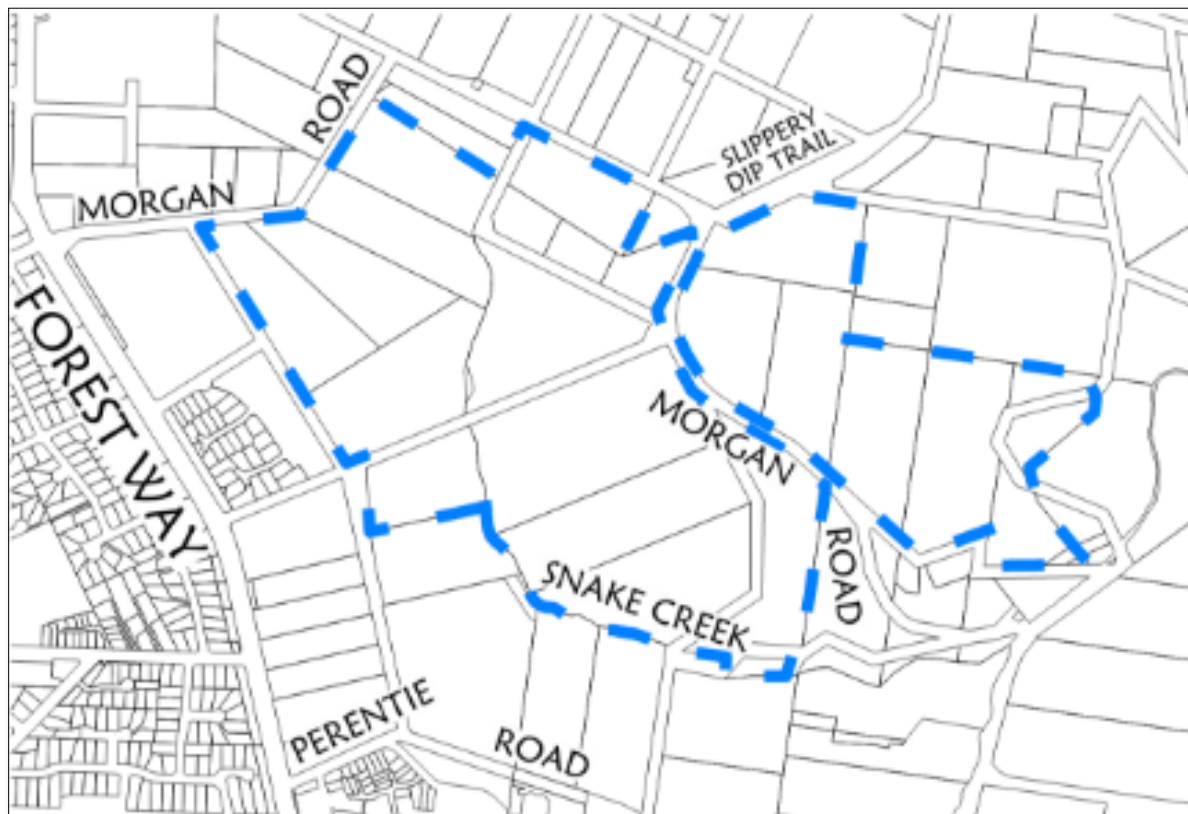 ROAD
SLIPPERY
DIP TRAIL
MORGAN
FOREST WAY
MORGAN
ROAD
SNAKE CREEK
PERENTIE
ROAD